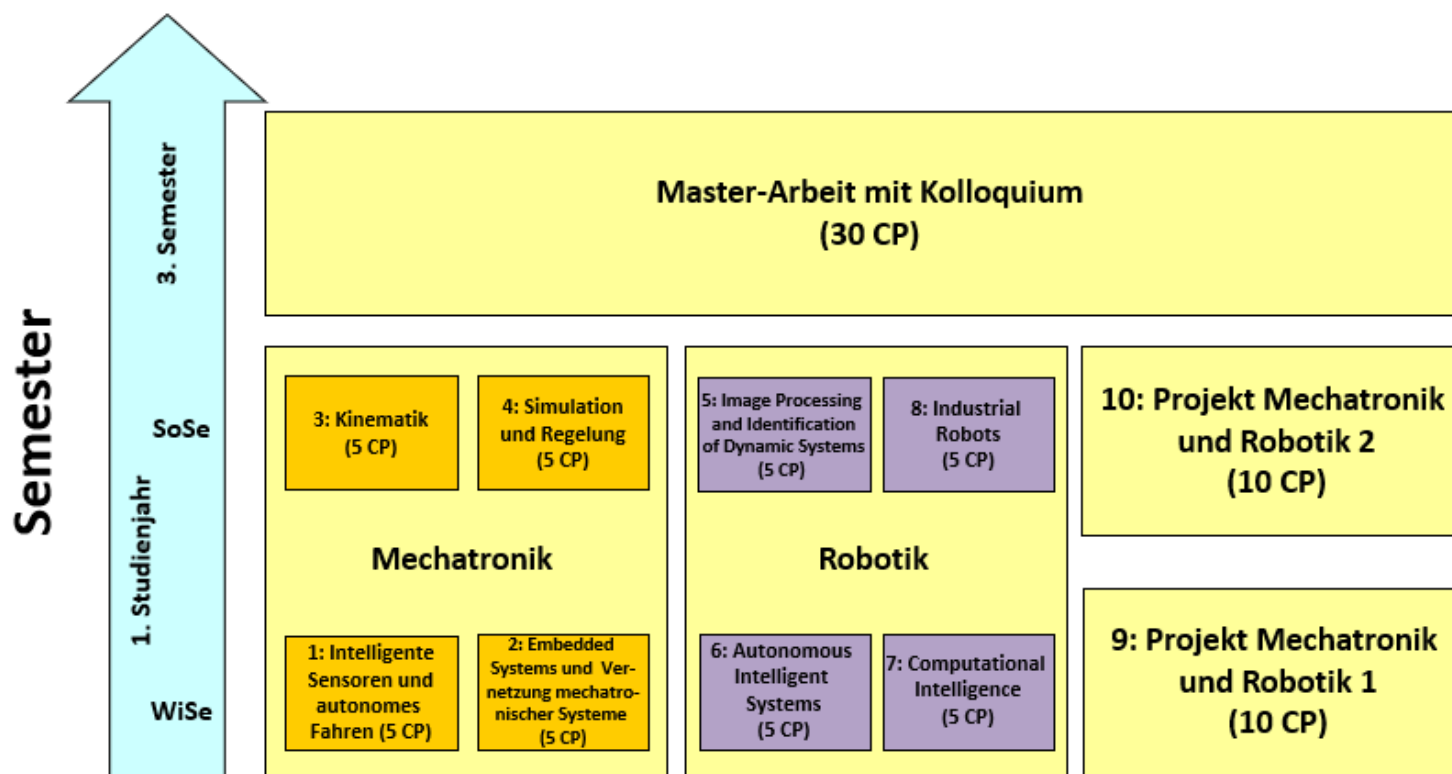 Semester
3. Semester
SoSe
1. Studienjahr
WiSe
Master-Arbeit mit Kolloquium
(30 CP)
3: Kinematik
(5 CP)
4: Simulation
und Regelung
(5 CP)
Mechatronik
1: Intelligente
Sensoren und
autonomes
Fahren (5 CP)
2: Embedded
Systems und Ver-
netzung mechatro-
nischer Systeme
(5 CP)
5: Image Processing
and Identification
of Dynamic Systems
(5 CP)
8: Industrial
Robots
(5 CP)
Robotik
6: Autonomous
Intelligent
Systems
(5 CP)
7: Computational
Intelligence
(5 CP)
10: Projekt Mechatronik
und Robotik 2
(10 CP)
9: Projekt Mechatronik
und Robotik 1
(10 CP)